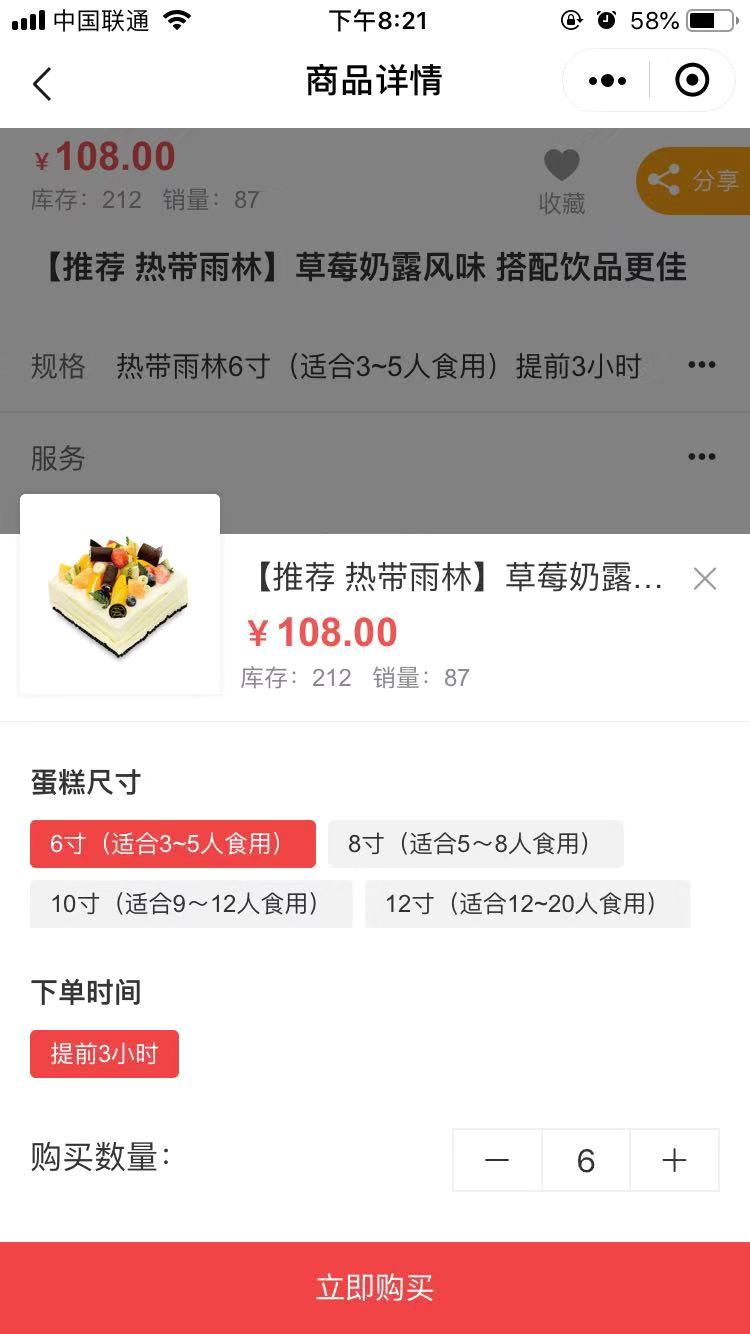 中国联通 下午8:21 58%
商品详情
¥108.00
收藏 分享
库存：212 销量：87
【推荐 热带雨林】草莓奶露风味 搭配饮品更佳
规格 热带雨林6寸（适合3~5人食用）提前3小时
服务
【推荐 热带雨林】草莓奶露...
¥108.00
库存：212 销量：87
蛋糕尺寸
6寸（适合3~5人食用） 8寸（适合5～8人食用）
10寸（适合9～12人食用） 12寸（适合12~20人食用）
下单时间
提前3小时
购买数量： 6
立即购买